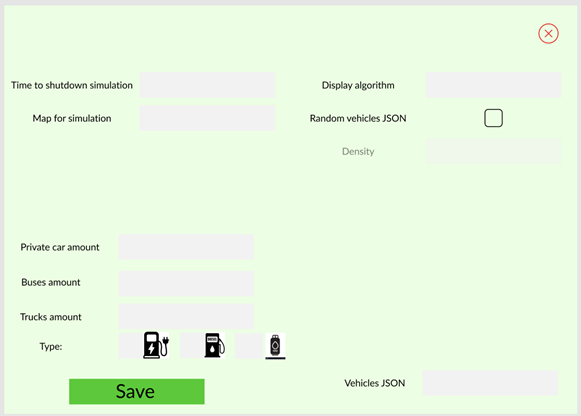 Time to shutdown simulation
Display algorithm
Map for simulation
Random vehicles JSON
Density
Private car amount
Buses amount
Trucks amount
Type:
Vehicles JSON
Save